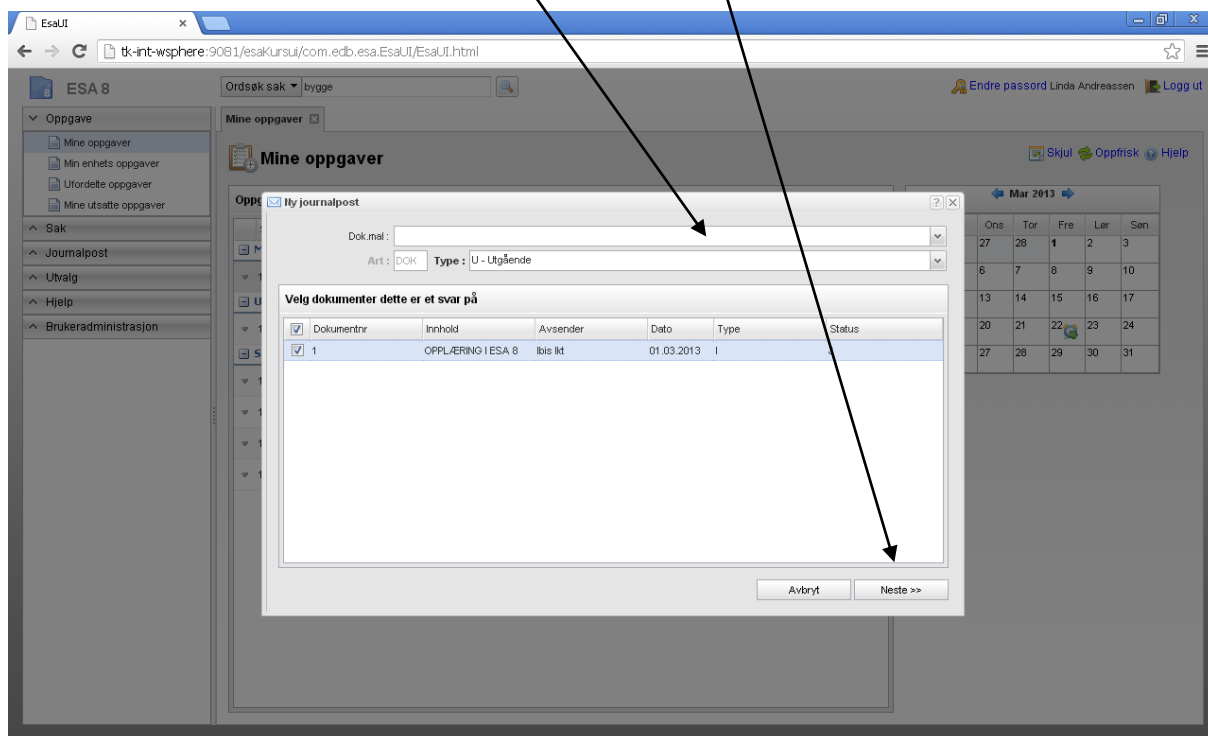 EsaUI
tk-int-wsphere:9081/esaKursui/com.edb.esa.EsaUI/EsaUI.html
ESA 8
Ordsøk sak bygge
Endre passord Linda Andreassen Logg ut
Oppgave
Mine oppgaver
Min enhets oppgaver
Ufordelte oppgaver
Mine utsatte oppgaver
Sak
Journalpost
Utvalg
Hjelp
Brukeradministrasjon
Mine oppgaver
Mine oppgaver
Skjul Oppfrisk Hjelp
Ny journalpost
Dok.mal :
Art : DOK Type : U - Utgående
Velg dokumenter dette er et svar på
Dokumentnr Innhold Avsender Dato Type Status
1 OPPLÆRING I ESA 8 Ibis Ikt 01.03.2013 I
Avbryt Neste >>
Mar 2013
Ons Tor Fre Lør Søn
27 28 1 2 3
6 7 8 9 10
13 14 15 16 17
20 21 22 23 24
27 28 29 30 31